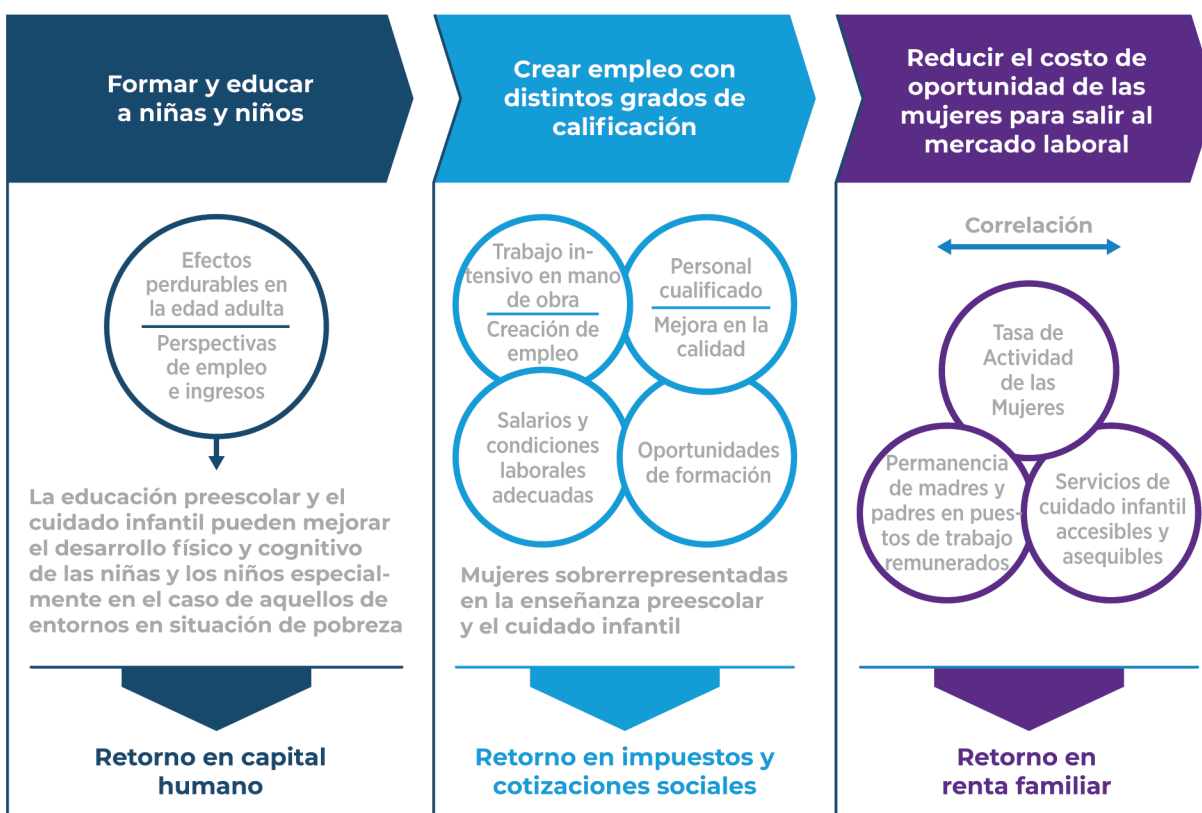 Formar y educar
a niñas y niños
Efectos
perdurables en
la edad adulta
Perspectivas
de empleo
e ingresos
La educación preescolar y el
cuidado infantil pueden mejorar
el desarrollo físico y cognitivo
de las niñas y los niños especial-
mente en el caso de aquellos de
entornos en situación de pobreza
Retorno en capital
humano
Crear empleo con
distintos grados de
calificación
Trabajo in-
tensivo en mano
de obra
Creación de
empleo
Personal
cualificado
Mejora en la
calidad
Salarios y
condiciones
laborales
adecuadas
Oportunidades
de formación
Mujeres sobrerrepresentadas
en la enseñanza preescolar
y el cuidado infantil
Retorno en impuestos y
cotizaciones sociales
Reducir el costo de
oportunidad de las
mujeres para salir al
mercado laboral
Correlación
Tasa de
Actividad
de las
Mujeres
Permanencia
de madres y
padres en pues-
tos de trabajo
remunerados
Servicios de
cuidado infantil
accesibles y
asequibles
Retorno en
renta familiar